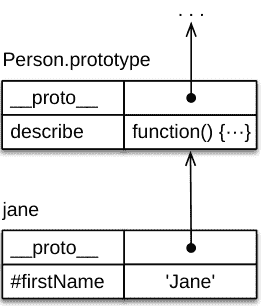 . . .
Person.prototype
__proto__
describe function() {···}
jane
__proto__
#firstName 'Jane'